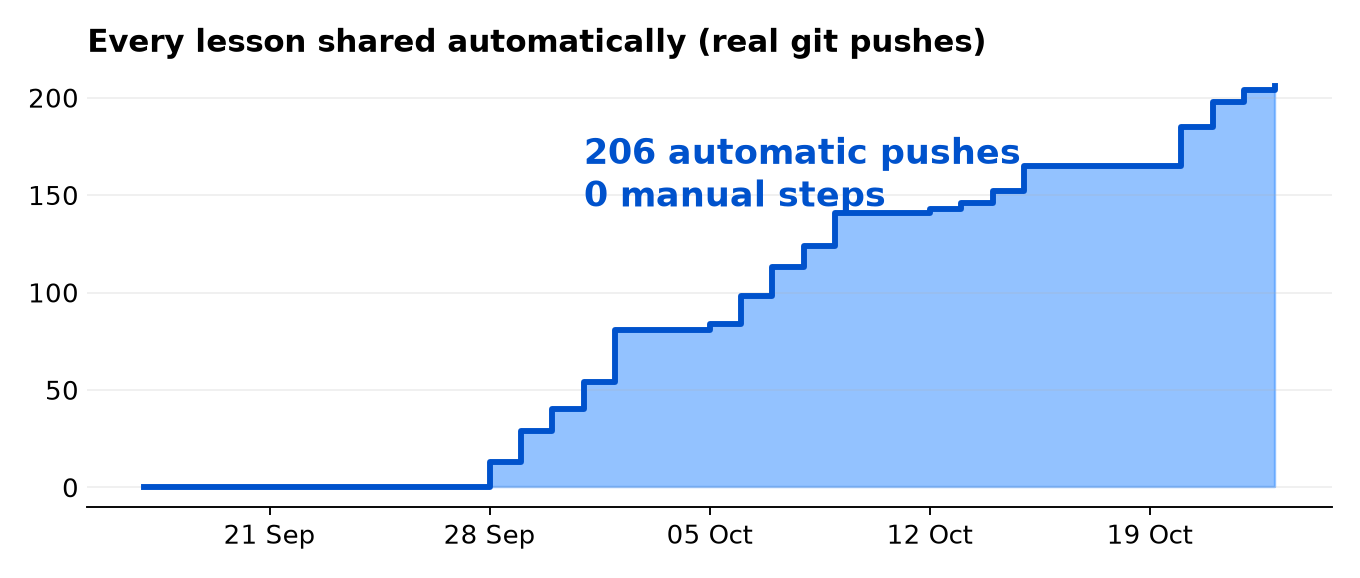 Every lesson shared automatically (real git pushes)
200
206 automatic pushes
0 manual steps
150
100
50
0
21 Sep
28 Sep
05 Oct
12 Oct
19 Oct